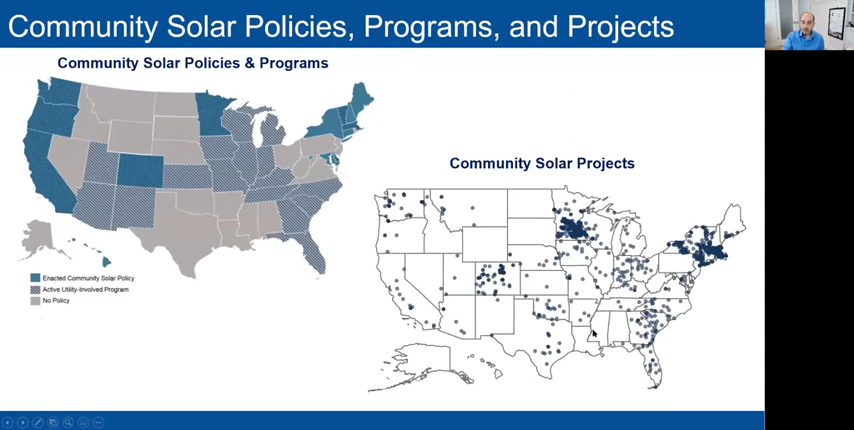 Community Solar Policies, Programs, and Projects
Community Solar Policies & Programs
Community Solar Projects
Enacted Community Solar Policy
Active Utility-Involved Program
No Policy